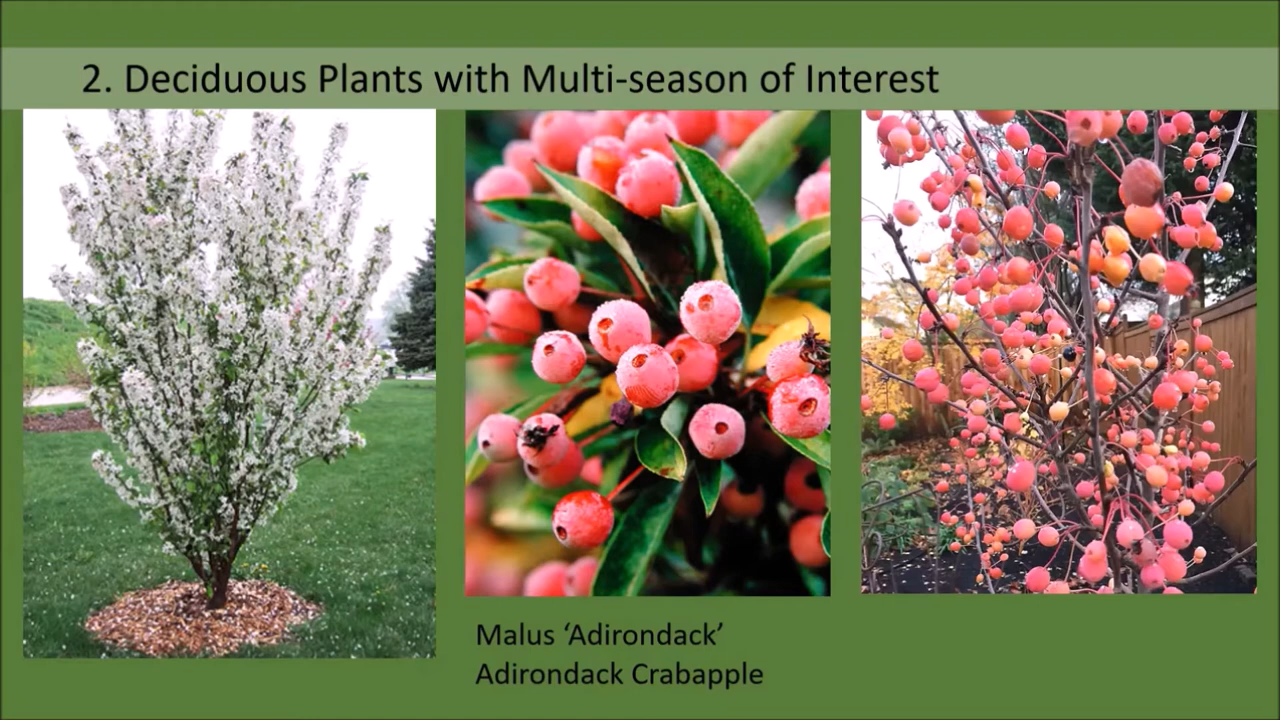 2. Deciduous Plants with Multi-season of Interest
Malus ‘Adirondack’
Adirondack Crabapple